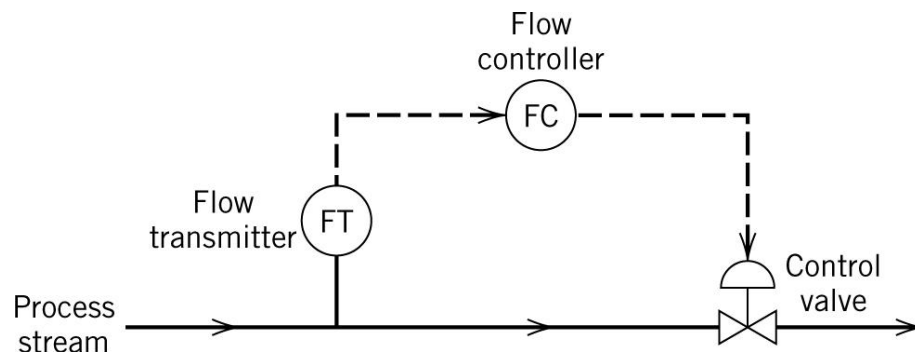 Flow
controller
FC
Flow
transmitter
FT
Control
valve
Process
stream